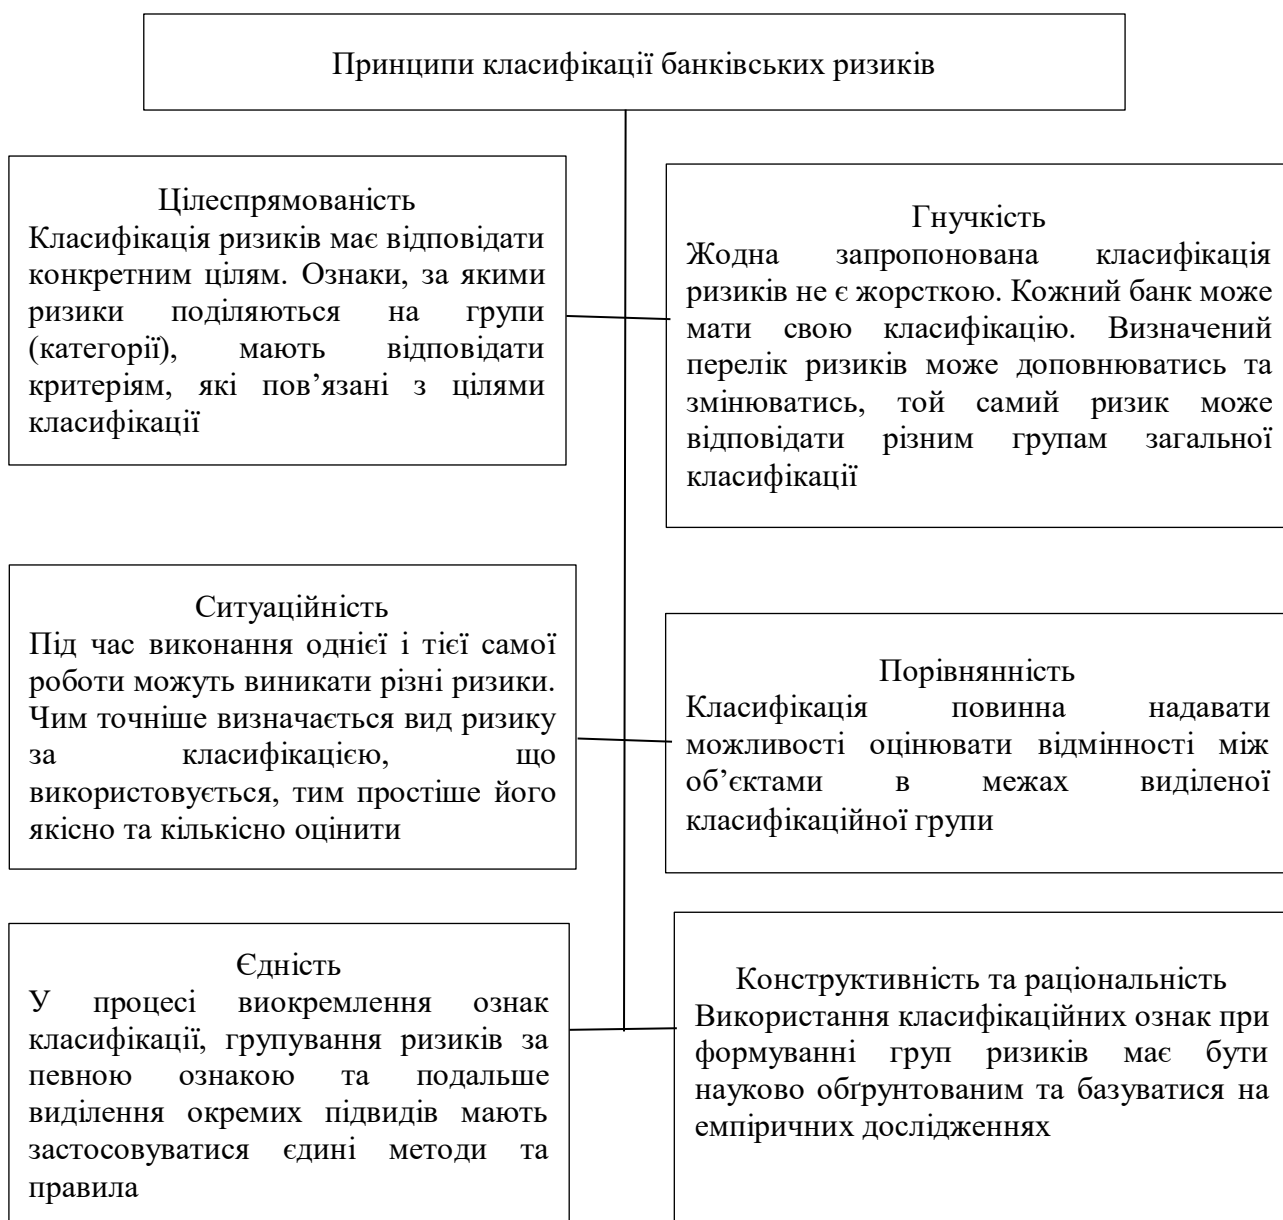 Принципи класифікації банківських ризиків
Цілеспрямованість
Класифікація ризиків має відповідати
конкретним цілям. Ознаки, за якими
ризики поділяються на групи
(категорії), мають відповідати
критеріям, які пов’язані з цілями
класифікації
Гнучкість
Жодна запропонована класифікація
ризиків не є жорсткою. Кожний банк може
мати свою класифікацію. Визначений
перелік ризиків може доповнюватись та
змінюватись, той самий ризик може
відповідати різним групам загальної
класифікації
Ситуаційність
Під час виконання однієї і тієї самої
роботи можуть виникати різні ризики.
Чим точніше визначається вид ризику
за класифікацією, що
використовується, тим простіше його
якісно та кількісно оцінити
Порівнянність
Класифікація повинна надавати
можливості оцінювати відмінності між
об’єктами в межах виділеної
класифікаційної групи
Єдність
У процесі виокремлення ознак
класифікації, групування ризиків за
певною ознакою та подальше
виділення окремих підвидів мають
застосовуватися єдині методи та
правила
Конструктивність та раціональність
Використання класифікаційних ознак при
формуванні груп ризиків має бути
науково обґрунтованим та базуватися на
емпіричних дослідженнях